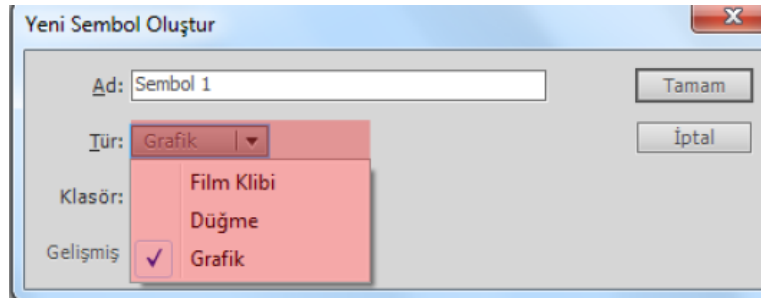 Yeni Sembol Oluştur
Ad: Sembol 1
Tamam
Tür: Grafik
İptal
Film Klibi
Klasör:
Düğme
Gelişmiş
Grafik